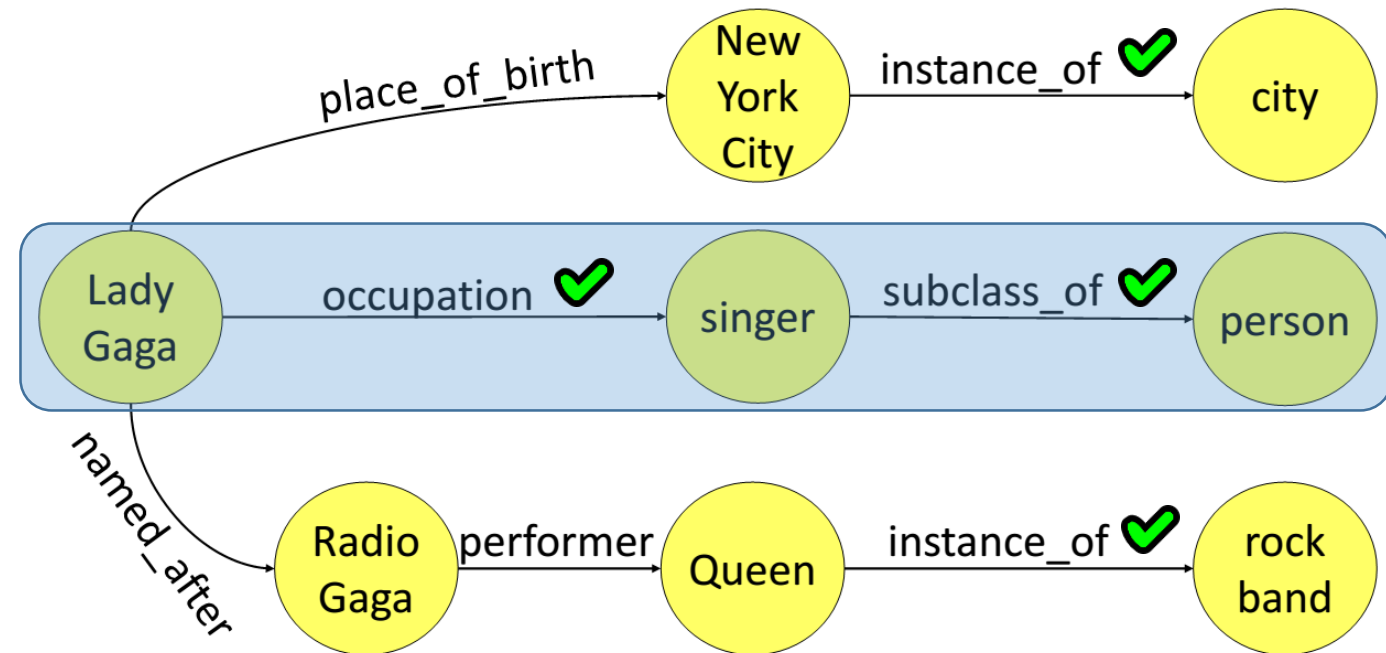 place_of_birth
New
York
City
instance_of
city
Lady
Gaga
occupation
singer
subclass_of
person
named_after
Radio
Gaga
performer
Queen
instance_of
rock
band